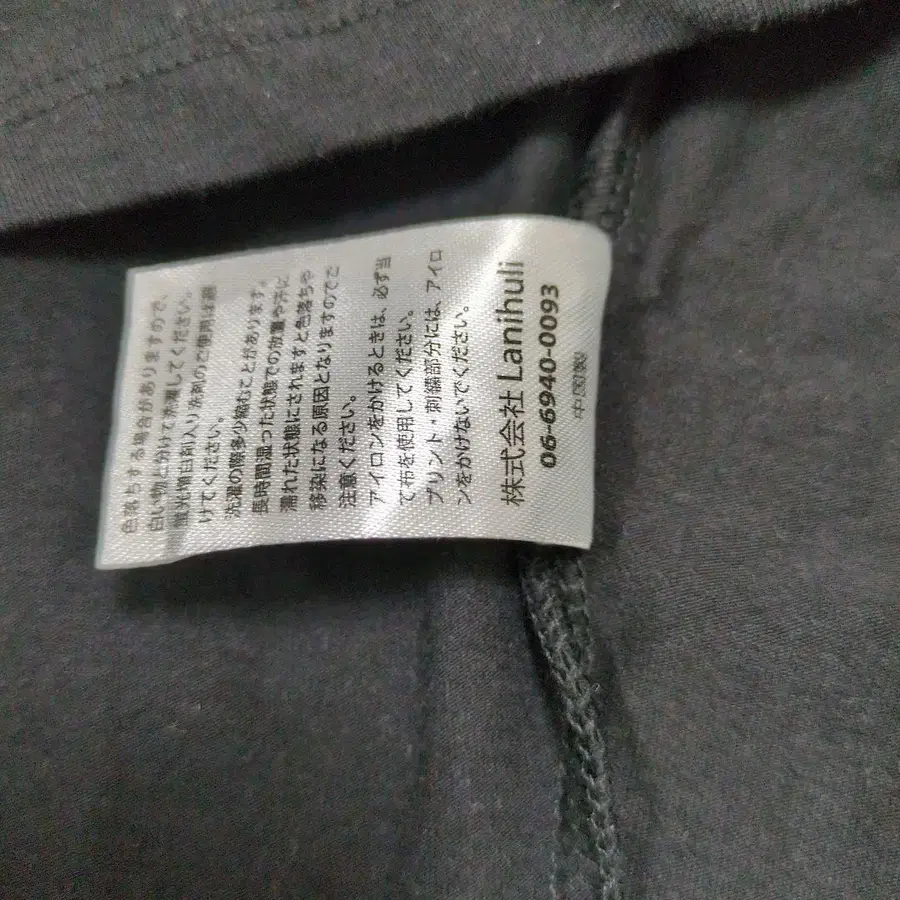 色落ちする場合がありますので、
白い物と分けて洗濯してください。
蛍光増白剤入り洗剤のご使用は避
けてください。
洗濯の際多少縮むことがあります。
長時間湿った状態での放置や汗に
濡れた状態にされますと色落ちや
移染になる原因となりますのでご
注意ください。
アイロンをかけるときは、必ず当
て布を使用してください。
プリント・刺繍部分には、アイロ
ンをかけないでください。
株式会社 Lanihuli
06-6940-0093
中国製